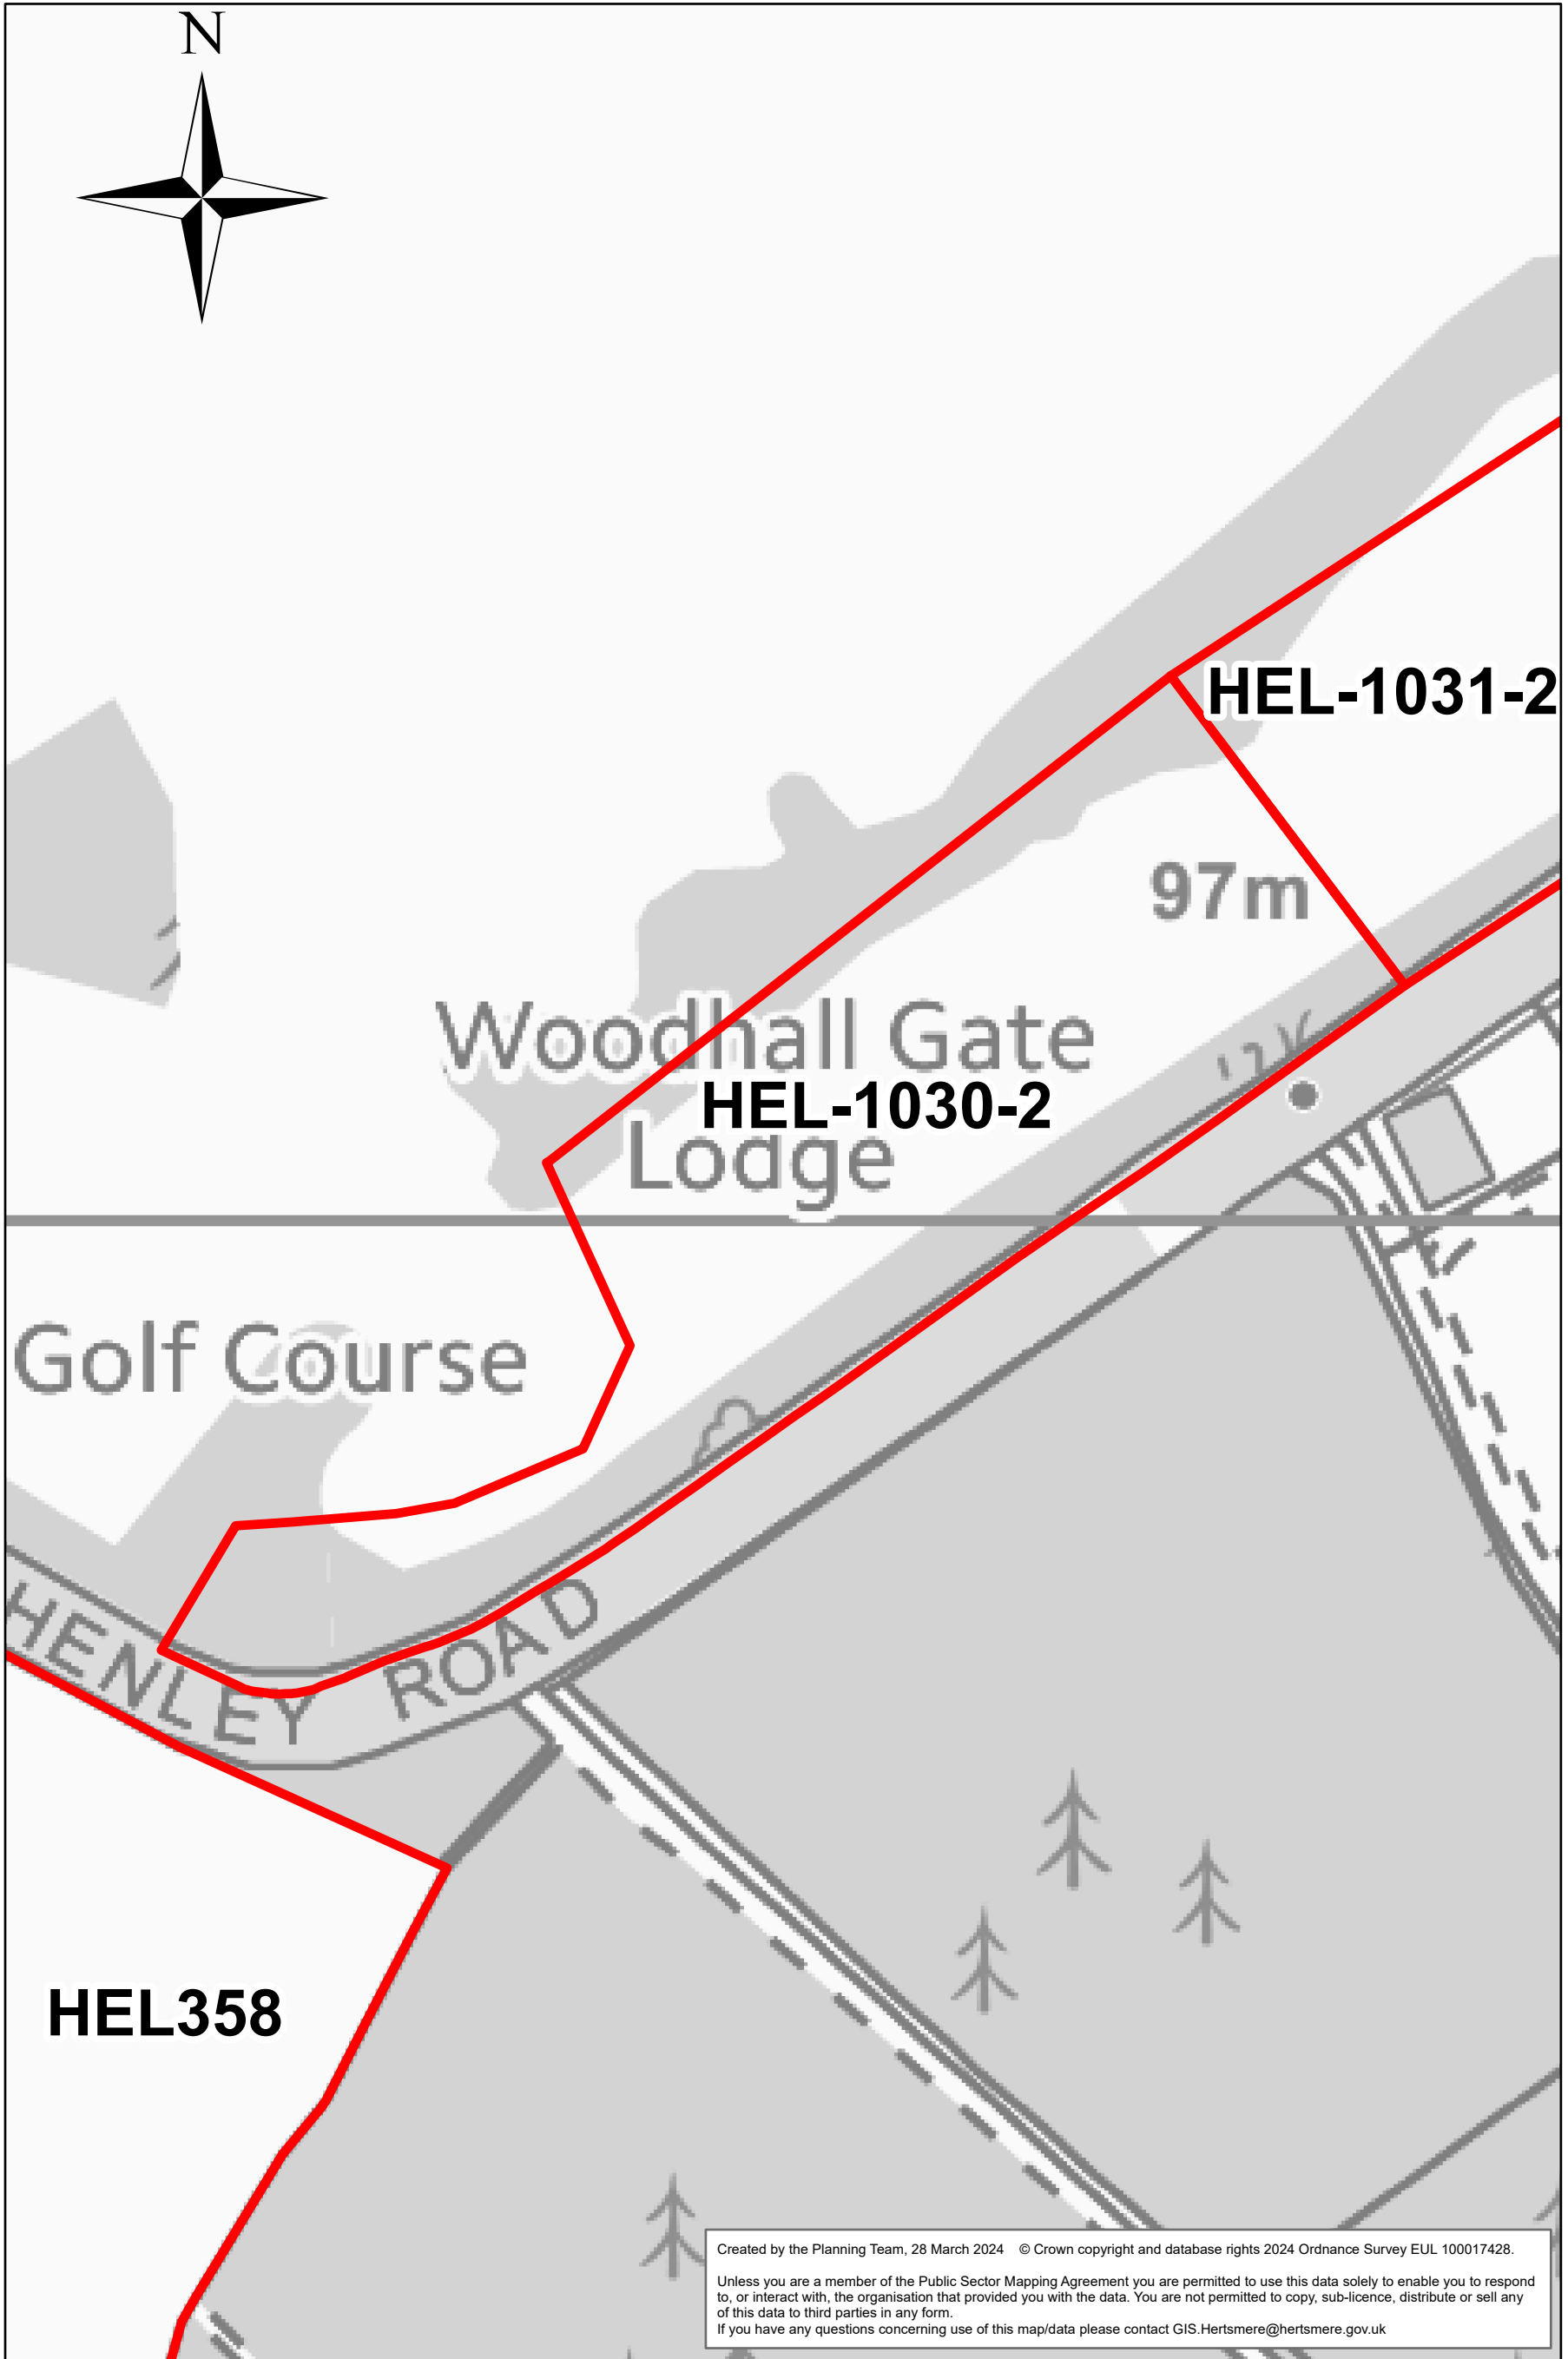 N
HEL-1031-2
97m
Woodhall Gate
HEL-1030-2
Lodge
Golf Course
HENLEY ROAD
HEL358
Created by the Planning Team, 28 March 2024 © Crown copyright and database rights 2024 Ordnance Survey EUL 100017428.
Unless you are a member of the Public Sector Mapping Agreement you are permitted to use this data solely to enable you to respond
to, or interact with, the organisation that provided you with the data. You are not permitted to copy, sub-licence, distribute or sell any
of this data to third parties in any form.
If you have any questions concerning use of this map/data please contact GIS.Hertsmere@hertsmere.gov.uk